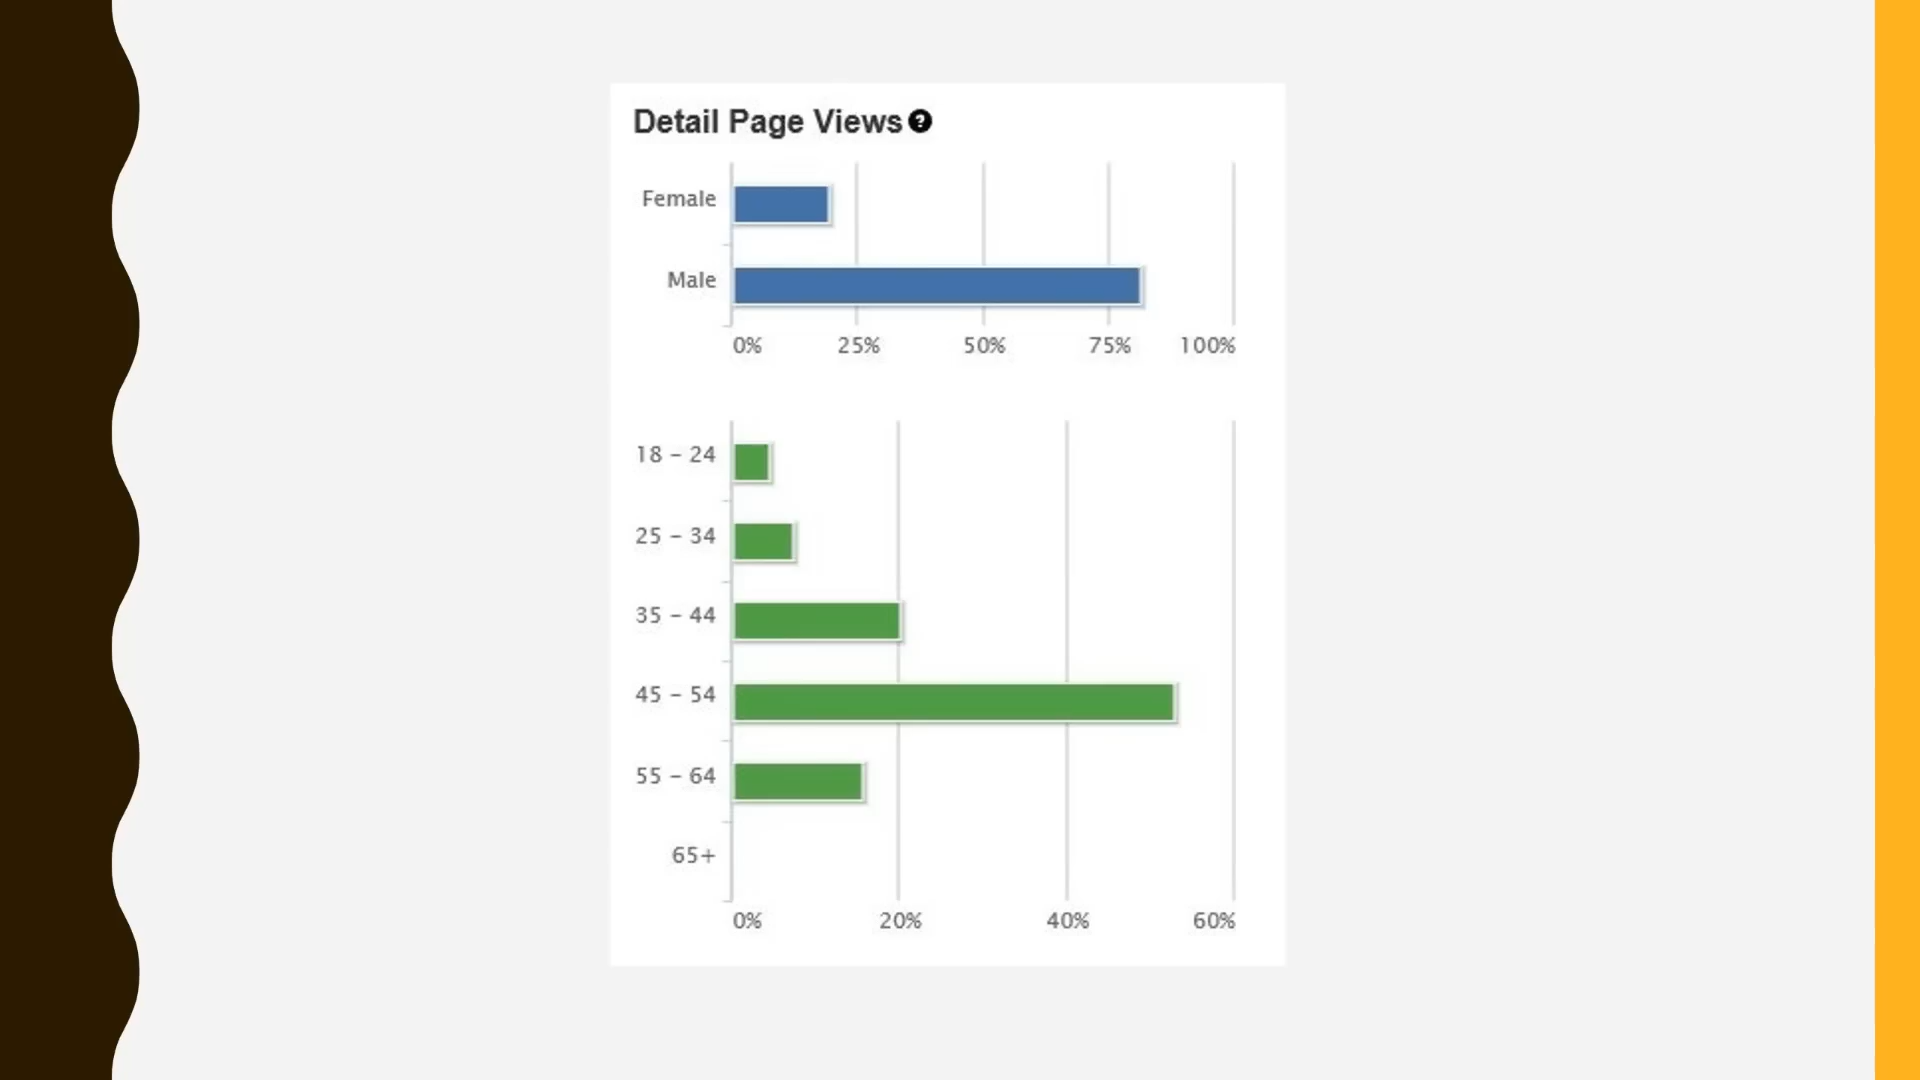 Detail Page Views ?
Female
Male
0% 25% 50% 75% 100%
18 – 24
25 – 34
35 – 44
45 – 54
55 – 64
65+
0% 20% 40% 60%